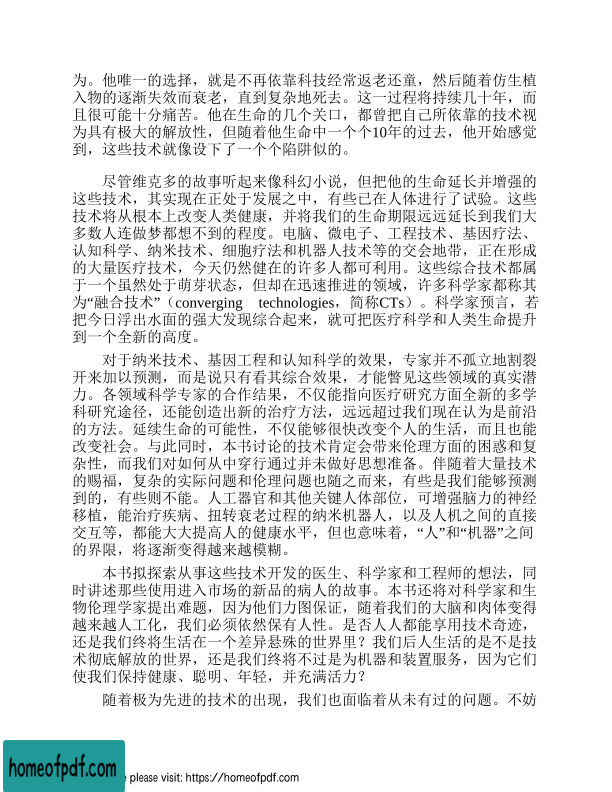 为。他唯一的选择，就是不再依靠科技经常返老还童，然后随着仿生植
入物的逐渐失效而衰老，直到复杂地死去。这一过程将持续几十年，而
且很可能十分痛苦。他在生命的几个关口，都曾把自己所依靠的技术视
为具有极大的解放性，但随着他生命中一个个10年的过去，他开始感觉
到，这些技术就像设下了一个个陷阱似的。
尽管维克多的故事听起来像科幻小说，但把他的生命延长并增强的
这些技术，其实现在正处于发展之中，有些已在人体进行了试验。这些
技术将从根本上改变人类健康，并将我们的生命期限远远延长到我们大
多数人连做梦都想不到的程度。电脑、微电子、工程技术、基因疗法、
认知科学、纳米技术、细胞疗法和机器人技术等的交会地带，正在形成
的大量医疗技术，今天仍然健在的许多人都可利用。这些综合技术都属
于一个虽然处于萌芽状态，但却在迅速推进的领域，许多科学家都称其
为“融合技术”（converging technologies，简称CTs）。科学家预言，若
把今日浮出水面的强大发现综合起来，就可把医疗科学和人类生命提升
到一个全新的高度。
对于纳米技术、基因工程和认知科学的效果，专家并不孤立地割裂
开来加以预测，而是说只有看其综合效果，才能瞥见这些领域的真实潜
力。各领域科学专家的合作结果，不仅能指向医疗研究方面全新的多学
科研究途径，还能创造出新的治疗方法，远远超过我们现在认为是前沿
的方法。延续生命的可能性，不仅能够很快改变个人的生活，而且也能
改变社会。与此同时，本书讨论的技术肯定会带来伦理方面的困惑和复
杂性，而我们对如何从中穿行通过并未做好思想准备。伴随着大量技术
的赐福，复杂的实际问题和伦理问题也随之而来，有些是我们能够预测
到的，有些则不能。人工器官和其他关键人体部位，可增强脑力的神经
移植，能治疗疾病、扭转衰老过程的纳米机器人，以及人机之间的直接
交互等，都能大大提高人的健康水平，但也意味着，“人”和“机器”之间
的界限，将逐渐变得越来越模糊。
本书拟探索从事这些技术开发的医生、科学家和工程师的想法，同
时讲述那些使用进入市场的新品的病人的故事。本书还将对科学家和生
物伦理学家提出难题，因为他们力图保证，随着我们的大脑和肉体变得
越来越人工化，我们必须依然保有人性。是否人人都能享用技术奇迹，
还是我们终将生活在一个差异悬殊的世界里？我们后人生活的是不是技
术彻底解放的世界，还是我们终将不过是为机器和装置服务，因为它们
使我们保持健康、聪明、年轻，并充满活力？
随着极为先进的技术的出现，我们也面临着从未有过的问题。不妨
homeofpdf.com
please visit: https://homeofpdf.com